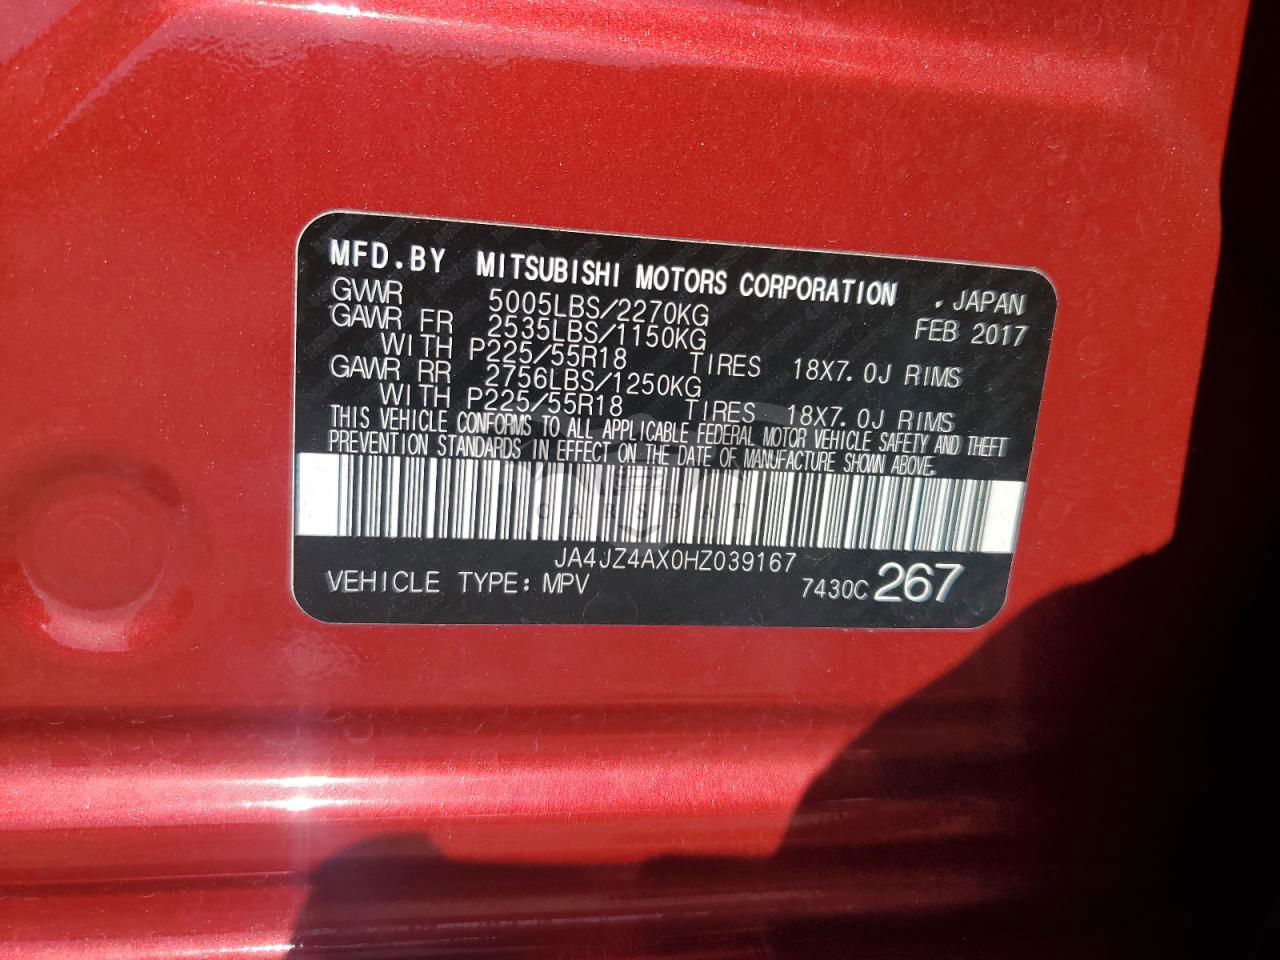 MFD.BY MITSUBISHI MOTORS CORPORATION , JAPAN
GVWR 5005LBS/2270KG FEB 2017
GAWR FR 2535LBS/1150KG
WITH P225/55R18 TIRES 18X7.0J RIMS
GAWR RR 2756LBS/1250KG
WITH P225/55R18 TIRES 18X7.0J RIMS
THIS VEHICLE CONFORMS TO ALL APPLICABLE FEDERAL MOTOR VEHICLE SAFETY AND THEFT
PREVENTION STANDARDS IN EFFECT ON THE DATE OF MANUFACTURE SHOWN ABOVE.
CARSBAT
JA4JZ4AX0HZ039167
VEHICLE TYPE: MPV 7430C 267